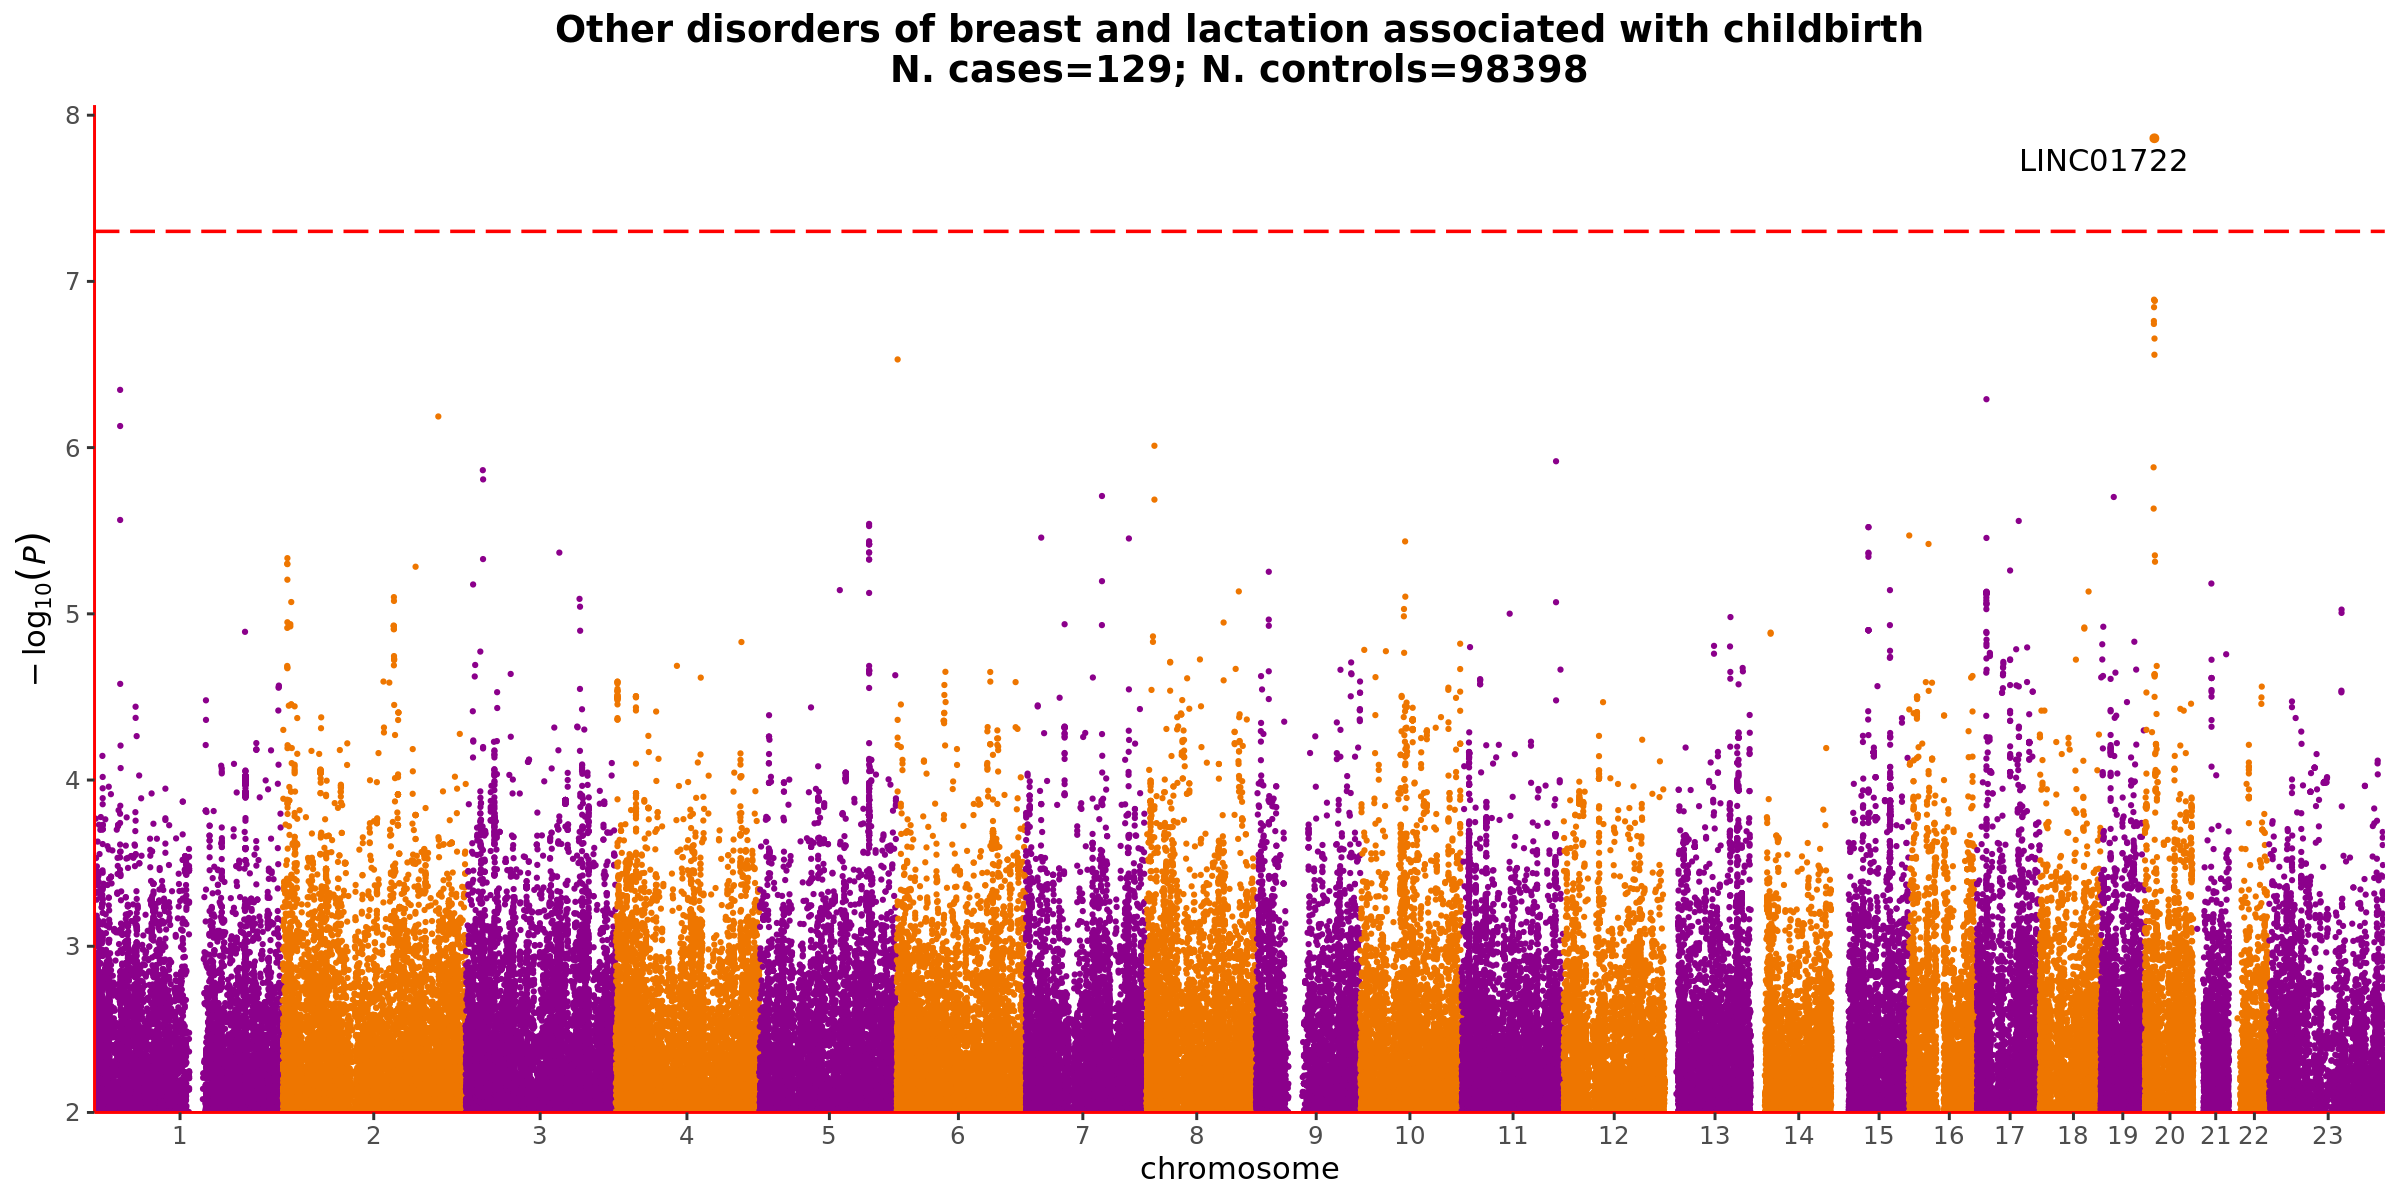 Other disorders of breast and lactation associated with childbirth
N. cases=129; N. controls=98398
8
LINC01722
7
6
5
4
3
2
−log10(P)
1 2 3 4 5 6 7 8 9 10 11 12 13 14 15 16 17 18 19 20 21 22 23
chromosome